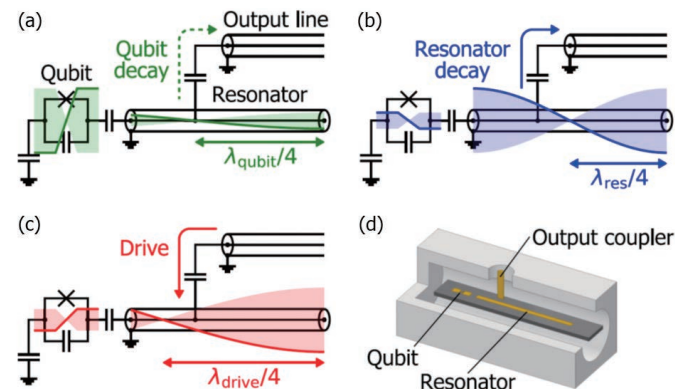 (a)
Output line
Qubit
decay
Qubit
Resonator
λqubit/4
(b)
Resonator
decay
λres/4
(c)
Drive
λdrive/4
(d)
Output coupler
Qubit
Resonator